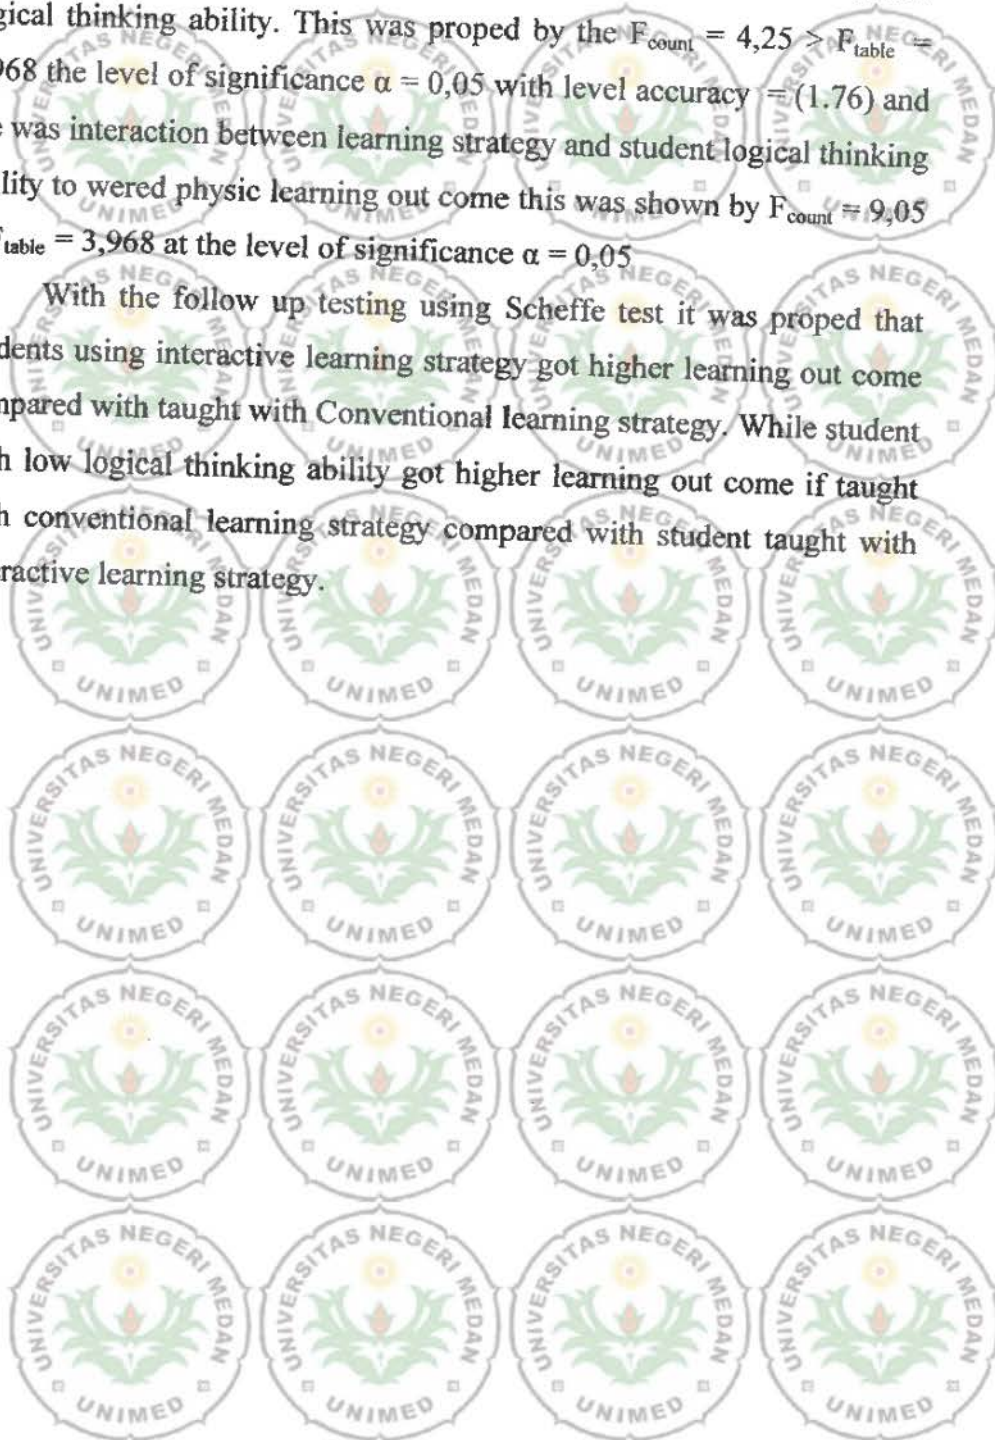 gical thinking ability. This was proped by the Fcount = 4,25 > Ftable =
968 the level of significance α = 0,05 with level accuracy = (1.76) and
e was interaction between learning strategy and student logical thinking
lity to wered physic learning out come this was shown by Fcount = 9,05
table = 3,968 at the level of significance α = 0,05
With the follow up testing using Scheffe test it was proped that
dents using interactive learning strategy got higher learning out come
mpared with taught with Conventional learning strategy. While student
h low logical thinking ability got higher learning out come if taught
h conventional learning strategy compared with student taught with
ractive learning strategy.
UNIVERSITAS NEGERI MEDAN
UNIMED